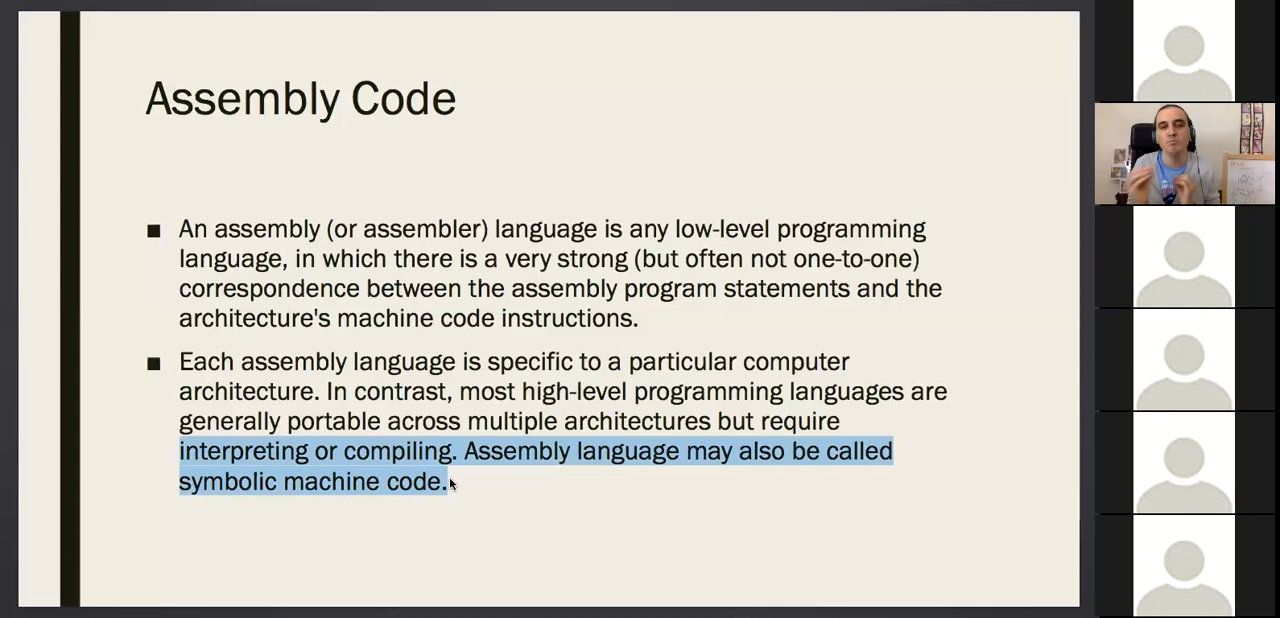 Assembly Code
■ An assembly (or assembler) language is any low-level programming
language, in which there is a very strong (but often not one-to-one)
correspondence between the assembly program statements and the
architecture's machine code instructions.
■ Each assembly language is specific to a particular computer
architecture. In contrast, most high-level programming languages are
generally portable across multiple architectures but require
interpreting or compiling. Assembly language may also be called
symbolic machine code.